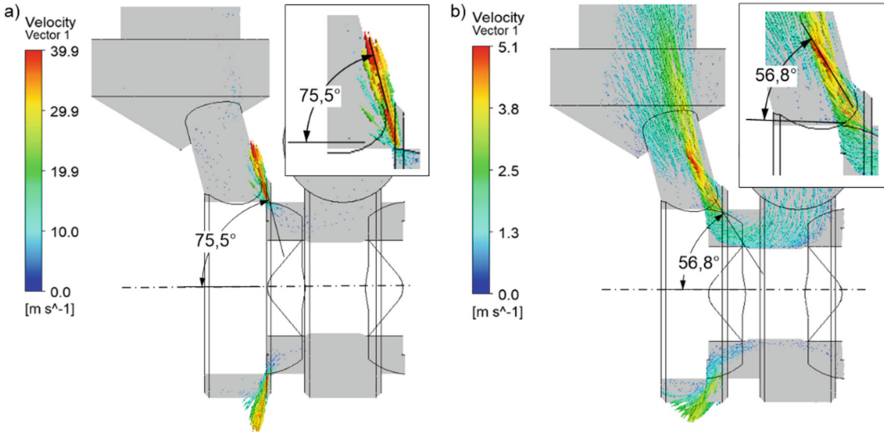 a)
Velocity
Vector 1
39.9
29.9
19.9
10.0
0.0
[m s^-1]
75,5°
75,5°
b)
Velocity
Vector 1
5.1
3.8
2.5
1.3
0.0
[m s^-1]
56,8°
56,8°